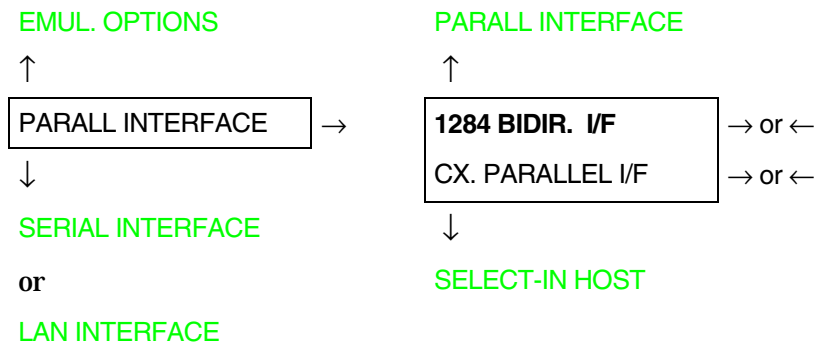 EMUL. OPTIONS
↑
PARALL INTERFACE →
↓
SERIAL INTERFACE
or
LAN INTERFACE
PARALL INTERFACE
↑
1284 BIDIR. I/F → or ←
CX. PARALLEL I/F → or ←
↓
SELECT-IN HOST